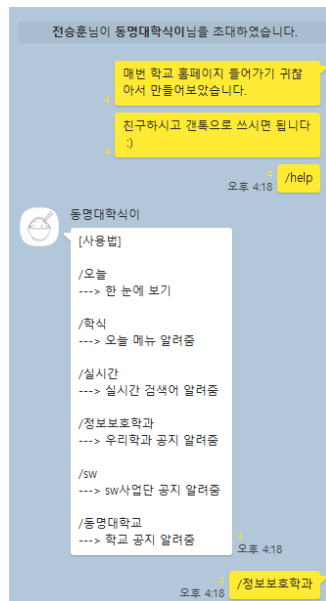 전승훈님이 동명대학식이님을 초대하였습니다.
매번 학교 홈페이지 들어가기 귀찮
아서 만들어보았습니다.
4
친구하시고 갠톡으로 쓰시면 됩니다
:)
4
4
오후 4:18
/help
동명대학식이
[사용법]
/오늘
---> 한 눈에 보기
/학식
---> 오늘 메뉴 알려줌
/실시간
---> 실시간 검색어 알려줌
/정보보호학과
---> 우리학과 공지 알려줌
/sw
---> sw사업단 공지 알려줌
/동명대학교
---> 학교 공지 알려줌
4
오후 4:18
4
오후 4:18
/정보보호학과